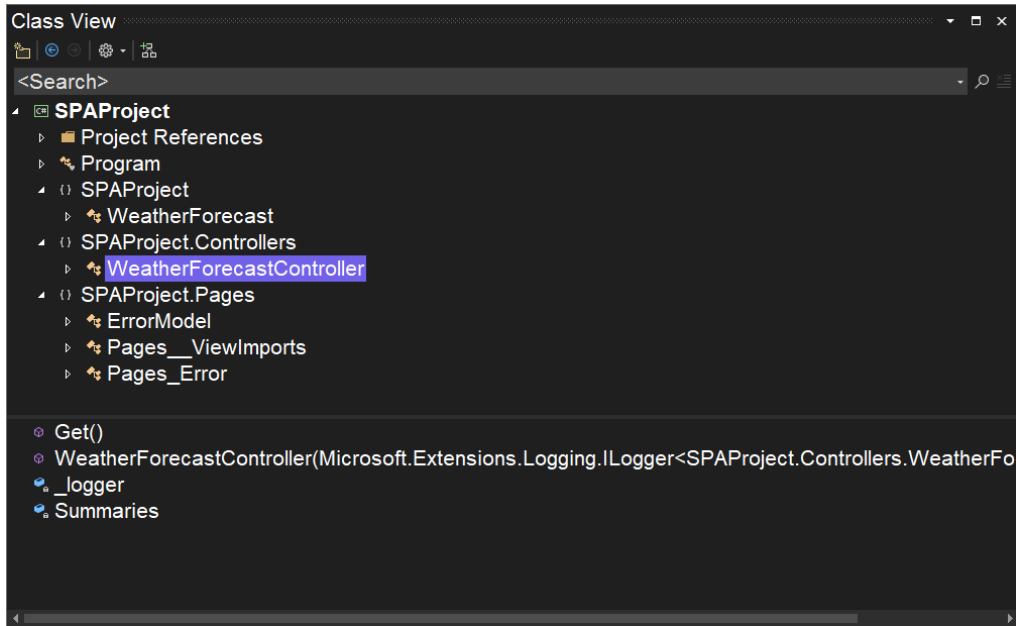 Class View
<Search>
C# SPAProject
Project References
Program
{} SPAProject
WeatherForecast
{} SPAProject.Controllers
WeatherForecastController
{} SPAProject.Pages
ErrorModel
Pages__ViewImports
Pages_Error
Get()
WeatherForecastController(Microsoft.Extensions.Logging.ILogger<SPAProject.Controllers.WeatherFo
_logger
Summaries